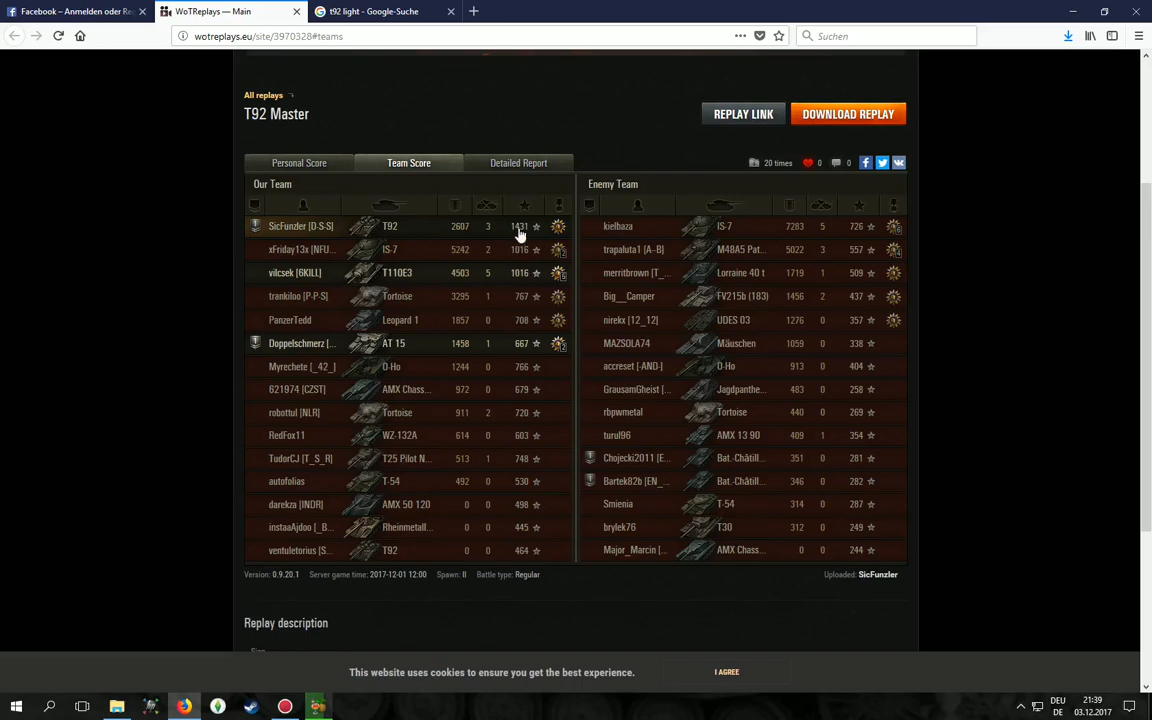 Facebook – Anmelden oder Re
WoTReplays — Main
t92 light - Google-Suche
wotreplays.eu/site/3970328#teams
Suchen
All replays
T92 Master
REPLAY LINK
DOWNLOAD REPLAY
Personal Score
Team Score
Detailed Report
20 times
0
0
Our Team
Enemy Team
SicFunzler [D-S-S] T92 2607 3 1431
kielbaza IS-7 7283 5 726 6
xFriday13x [NFU... IS-7 5242 2 1016 2
trapaluta1 [A--B] M48A5 Pat... 5022 3 557 4
vilcsek [6KILL] T110E3 4503 5 1016 5
merritbrown [T_... Lorraine 40 t 1719 1 509
trankiloo [P-P-S] Tortoise 3295 1 767
Big__Camper FV215b (183) 1456 2 437
PanzerTedd Leopard 1 1857 0 708
nirekx [12_12] UDES 03 1276 0 357
Doppelschmerz [... AT 15 1458 1 667 2
MAZSOLA74 Mäuschen 1059 0 338
Myrechete [_42_] O-Ho 1244 0 766
accreset [-AND-] O-Ho 913 0 404
621974 [CZST] AMX Chass... 972 0 679
GrausamGheist [... Jagdpanthe... 483 0 258
robottul [NLR] Tortoise 911 2 720
rbpwmetal Tortoise 440 0 269
RedFox11 WZ-132A 614 0 603
turul96 AMX 13 90 409 1 354
TudorCJ [T_S_R] T25 Pilot N... 513 1 748
Chojecki2011 [E... Bat.-Châtill... 351 0 281
autofolias T-54 492 0 530
Bartek82b [EN_... Bat.-Châtill... 346 0 282
darekza [INDR] AMX 50 120 0 0 498
Smienia T-54 314 0 287
instaaAjdoo [_B... Rheinmetall... 0 0 445
brylek76 T30 312 0 249
ventuletorius [S... T92 0 0 464
Major_Marcin [... AMX Chass... 0 0 244
Version: 0.9.20.1 Server game time: 2017-12-01 12:00 Spawn: II Battle type: Regular Uploaded: SicFunzler
Replay description
This website uses cookies to ensure you get the best experience.
I AGREE
DEU
DE
21:39
03.12.2017